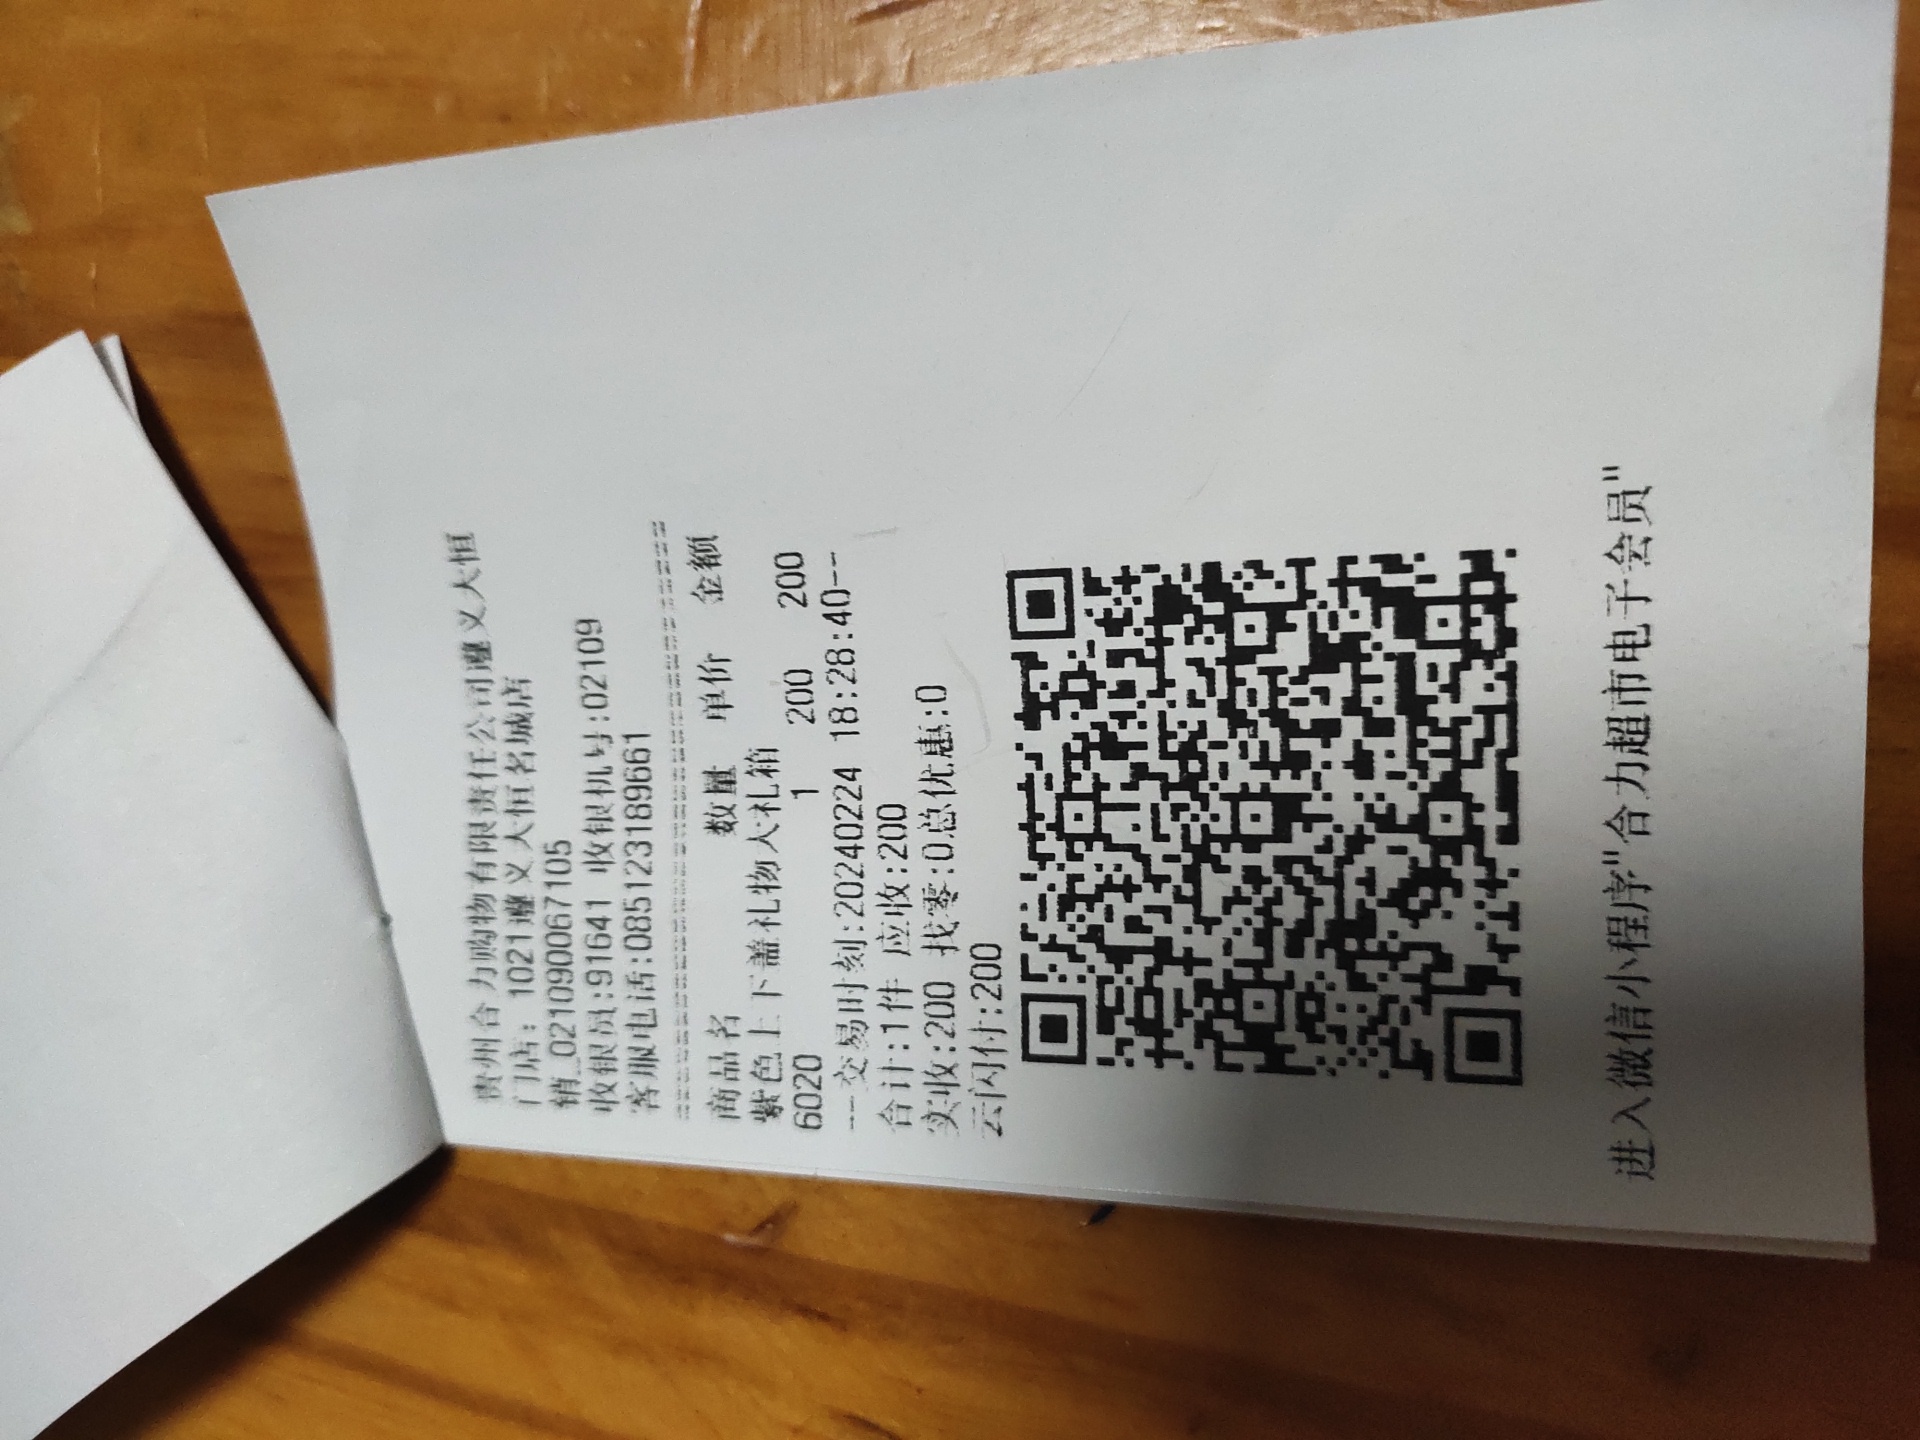 贵州合力购物有限责任公司遵义大恒
门店：1021遵义大恒名城店
销_021090067105
收银员:91641 收银机号:02109
客服电话:085123189661
商品名 数量 单价 金额
紫色上下盖礼物大礼箱
6020 1 200 200
--交易时刻:20240224 18:28:40--
合计:1件 应收:200
实收:200 找零:0总优惠:0
云闪付:200
进入微信小程序"合力超市电子会员"